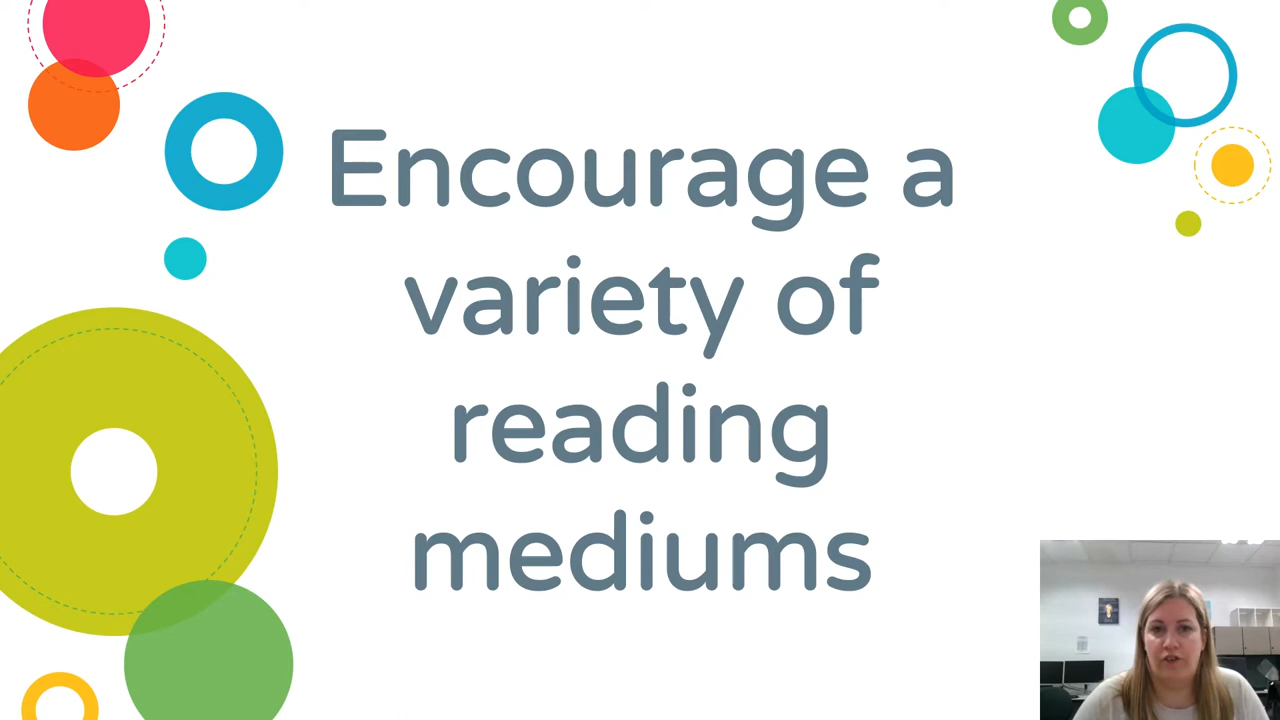 Encourage a
variety of
reading
mediums